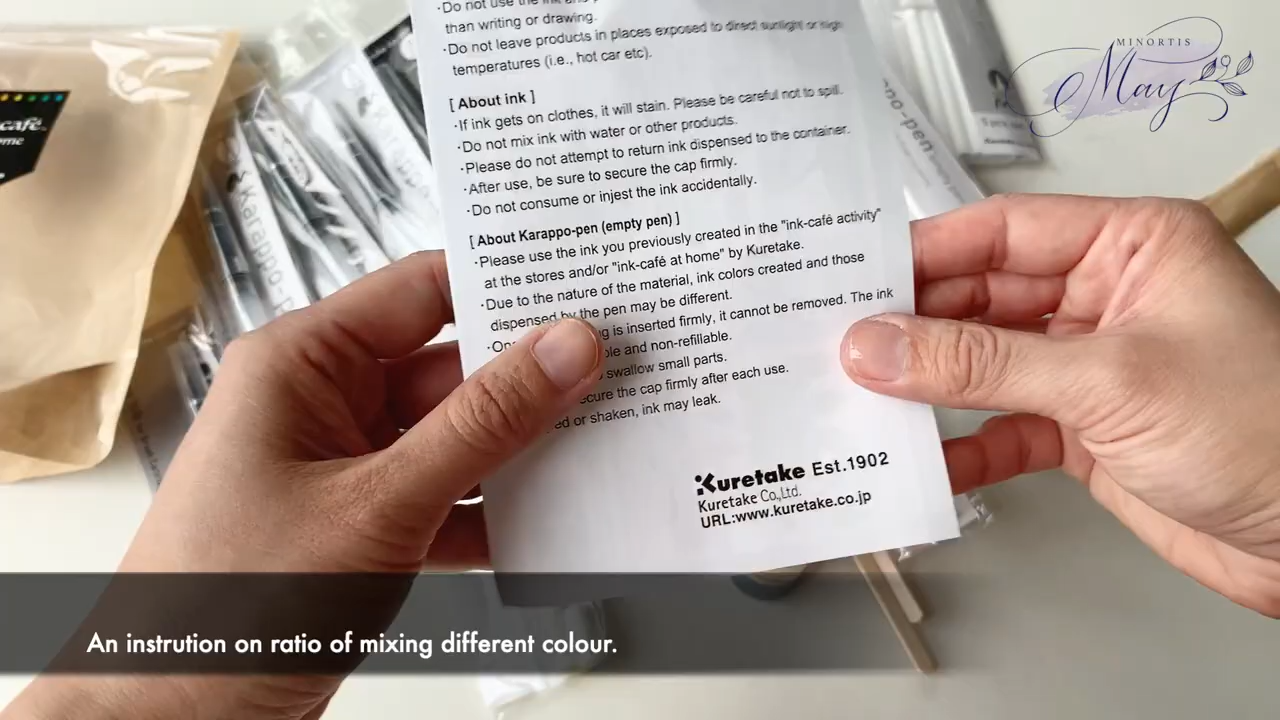 ·Do not use the ink and
than writing or drawing.
·Do not leave products in places exposed to direct sunlight or high
temperatures (i.e., hot car etc).
[ About ink ]
·If ink gets on clothes, it will stain. Please be careful not to spill.
·Do not mix ink with water or other products.
·Please do not attempt to return ink dispensed to the container.
·After use, be sure to secure the cap firmly.
·Do not consume or injest the ink accidentally.
[ About Karappo-pen (empty pen) ]
·Please use the ink you previously created in the "ink-café activity"
at the stores and/or "ink-café at home" by Kuretake.
·Due to the nature of the material, ink colors created and those
dispensed by the pen may be different.
is inserted firmly, it cannot be removed. The ink
and non-refillable.
swallow small parts.
the cap firmly after each use.
or shaken, ink may leak.
Kuretake Est.1902
Kuretake Co.,Ltd.
URL:www.kuretake.co.jp
MINORTIS
May
café.
Karappo-p
-pen
An instrution on ratio of mixing different colour.